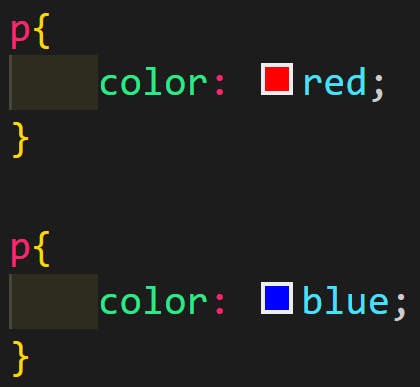 p{
color: red;
}
p{
color: blue;
}